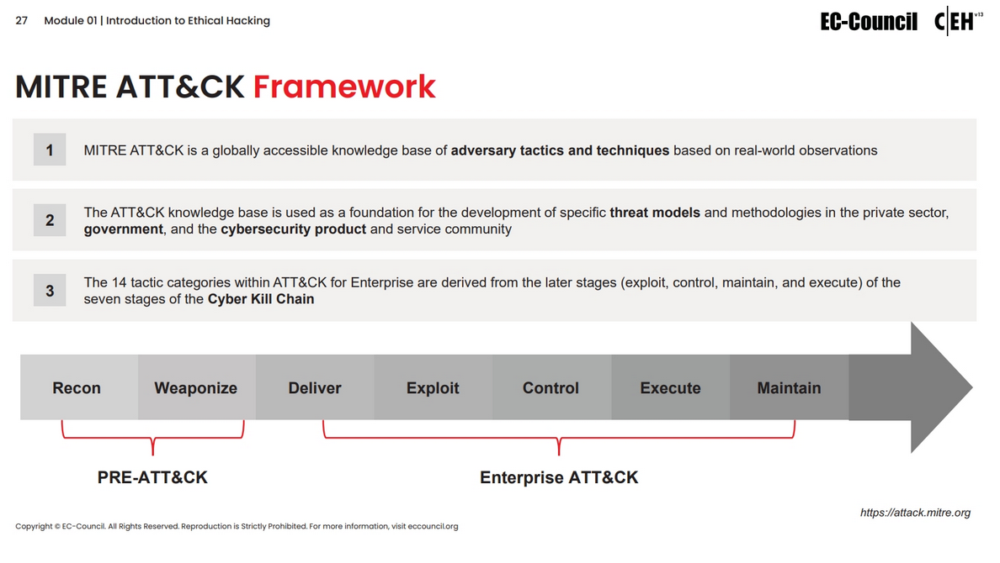 27 Module 01 | Introduction to Ethical Hacking
EC-Council C|EH v13
MITRE ATT&CK Framework
1 MITRE ATT&CK is a globally accessible knowledge base of adversary tactics and techniques based on real-world observations
2 The ATT&CK knowledge base is used as a foundation for the development of specific threat models and methodologies in the private sector,
government, and the cybersecurity product and service community
3 The 14 tactic categories within ATT&CK for Enterprise are derived from the later stages (exploit, control, maintain, and execute) of the
seven stages of the Cyber Kill Chain
Recon Weaponize Deliver Exploit Control Execute Maintain
PRE-ATT&CK Enterprise ATT&CK
https://attack.mitre.org
Copyright © EC-Council. All Rights Reserved. Reproduction is Strictly Prohibited. For more information, visit eccouncil.org